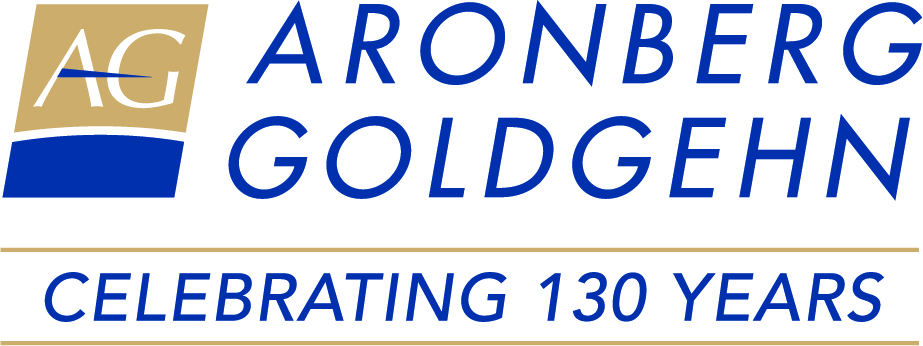 AG
ARONBERG
GOLDGEHN
CELEBRATING 130 YEARS